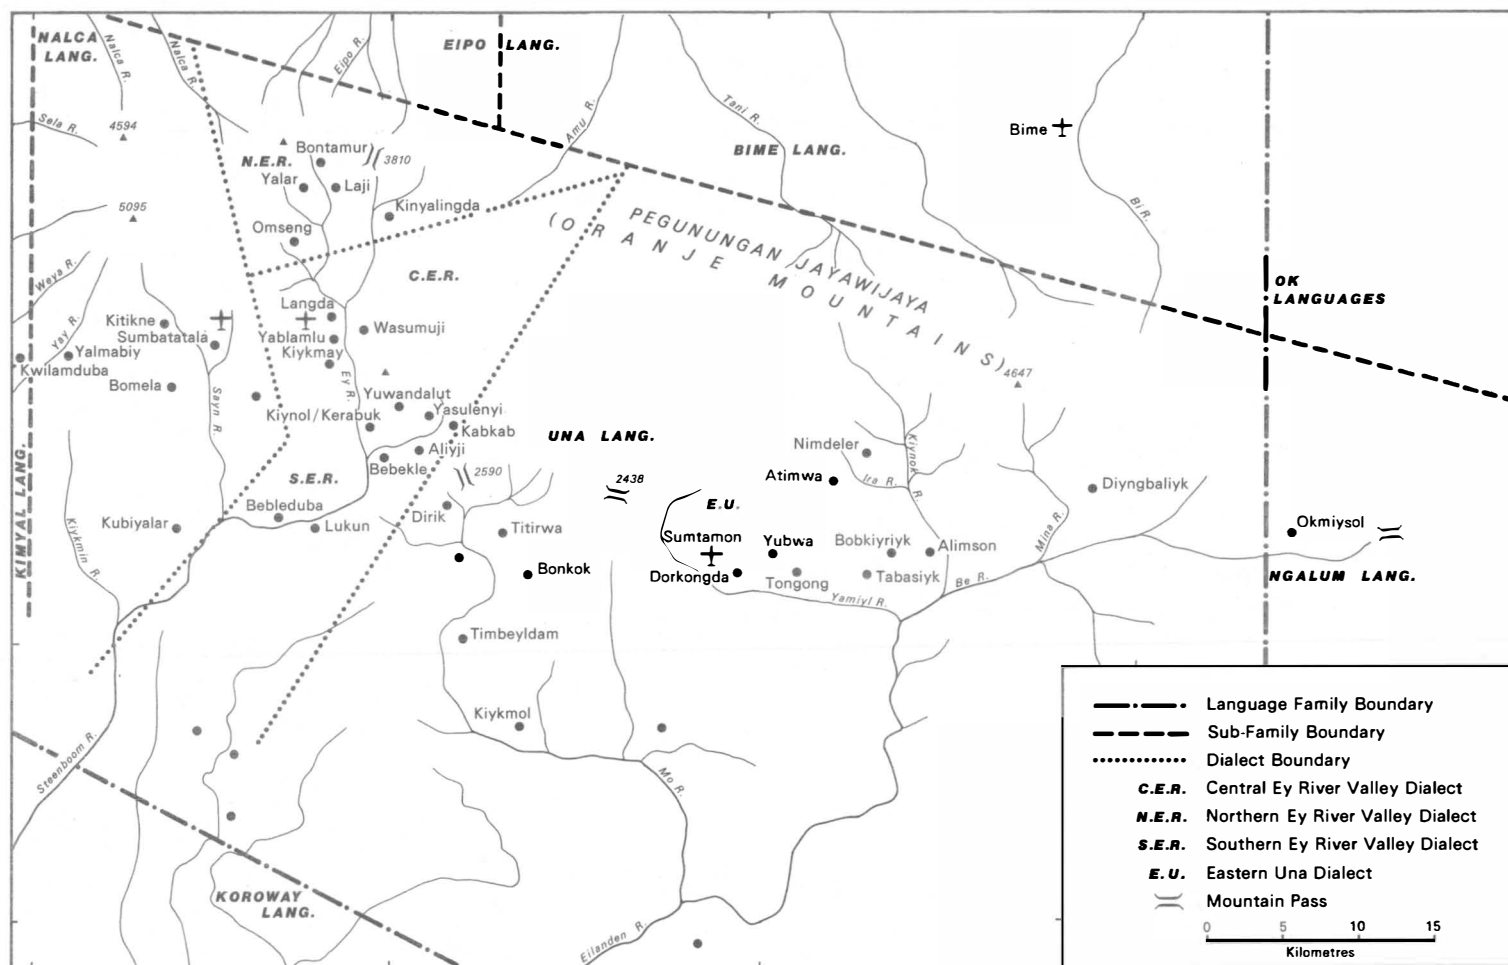 NALCA
LANG.
Nalca R.
Nalca R.
Eipo R.
EIPO LANG.
Amu R.
Tani R.
BIME LANG.
Bime
Bi R.
Sela R.
4594
5095
N.E.R.
Bontamur
3810
Yalar
Laji
Kinyalingda
Omseng
C.E.R.
PEGUNUNGAN JAYAWIJAYA
(ORANJE MOUNTAINS)
4647
OK
LANGUAGES
Weya R.
Yay R.
Kitikne
Sumbatatala
Yalmabiy
Kwilamduba
Bomela
Sayn R.
Langda
Yablamlu
Wasumuji
Kiykmay
Ey R.
Yuwandalut
Kiynol/Kerabuk
Yasulenyi
Kabkab
Aliyji
Bebekle
2590
UNA LANG.
2438
S.E.R.
Bebleduba
Lukun
Kubiyalar
Kiykmin R.
KIMYAL LANG.
Dirik
Titirwa
Bonkok
Timbeyldam
Kiykmol
E.U.
Nimdeler
Atimwa
Ira R.
Kiynok R.
Sumtamon
Yubwa
Dorkongda
Tongong
Bobkiyriyk
Tabasiyk
Alimson
Yamiyl R.
Be R.
Mina R.
Diyngbaliyk
Okmiysol
NGALUM LANG.
Steenboom R.
Mo R.
KOROWAY
LANG.
Eilanden R.
Language Family Boundary
Sub-Family Boundary
Dialect Boundary
C.E.R. Central Ey River Valley Dialect
N.E.R. Northern Ey River Valley Dialect
S.E.R. Southern Ey River Valley Dialect
E.U. Eastern Una Dialect
Mountain Pass
0 5 10 15
Kilometres